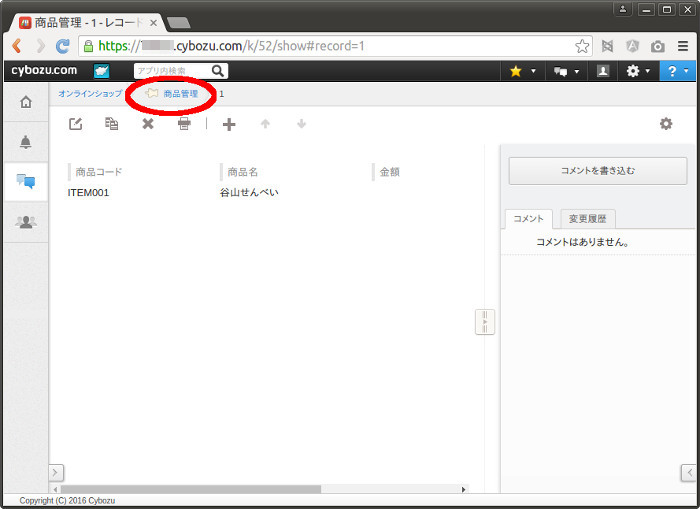 商品管理 - 1 - レコード
https://
.cybozu.com/k/52/show#record=1
cybozu.com
アプリ内検索
?
オンラインショップ
商品管理
1
商品コード
商品名
金額
ITEM001
谷山せんべい
コメントを書き込む
コメント
変更履歴
コメントはありません。
Copyright (C) 2016 Cybozu